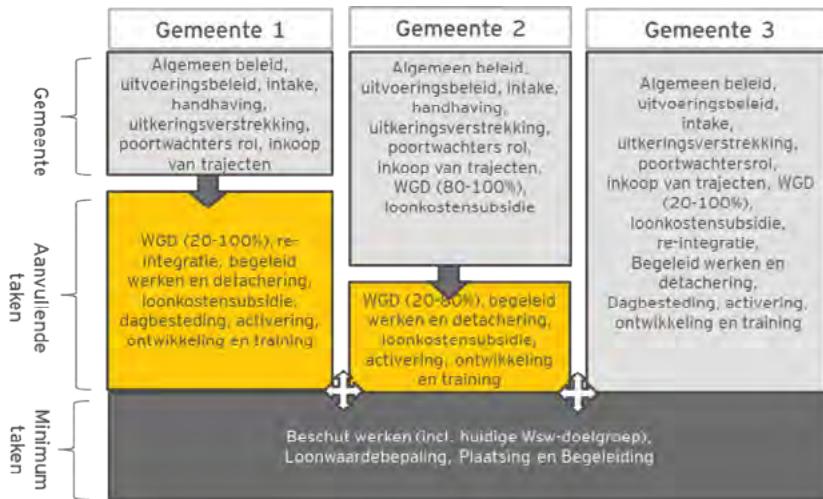 Gemeente 1
Gemeente 2
Gemeente 3
Gemeente
Algemeen beleid,
uitvoeringsbeleid, intake,
handhaving,
uitkeringsverstrekking,
poortwachters rol, inkoop
van trajecten
Algemeen beleid,
uitvoeringsbeleid, intake,
handhaving,
uitkeringsverstrekking,
poortwachters rol,
inkoop van trajecten,
WGD (80-100%),
loonkostensubsidie
Algemeen beleid,
uitvoeringsbeleid,
intake,
uitkeringsverstrekking,
poortwachtersrol,
inkoop van trajecten, WGD
(20-100%),
loonkostensubsidie,
re-integratie,
Begeleid werken en
detachering,
Dagbesteding, activering,
ontwikkeling en training
Aanvullende
taken
WGD (20-100%), re-
integratie, begeleid
werken en detachering,
loonkostensubsidie,
dagbesteding, activering,
ontwikkeling en training
WGD (20-80%), begeleid
werken en detachering,
loonkostensubsidie,
activering, ontwikkeling
en training
Minimum
taken
Beschut werken (incl. huidige Wsw-doelgroep),
Loonwaardebepaling, Plaatsing en Begeleiding